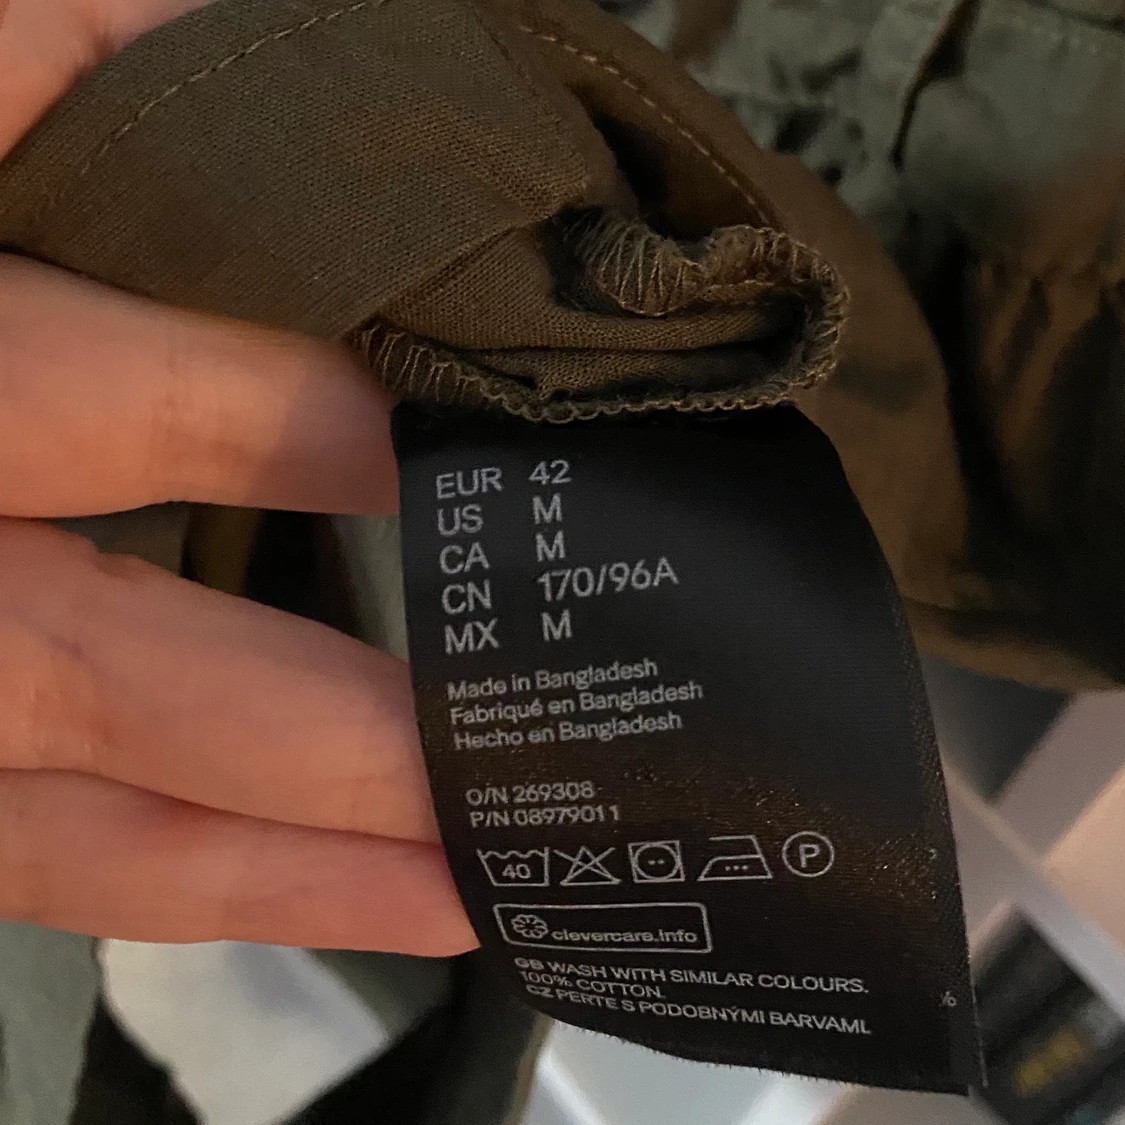 EUR 42
US M
CA M
CN 170/96A
MX M
Made in Bangladesh
Fabriqué en Bangladesh
Hecho en Bangladesh
O/N 269308
P/N 08979011
40
P
clevercare.info
GB WASH WITH SIMILAR COLOURS.
100% COTTON.
CZ PERTE S PODOBNÝMI BARVAMI.